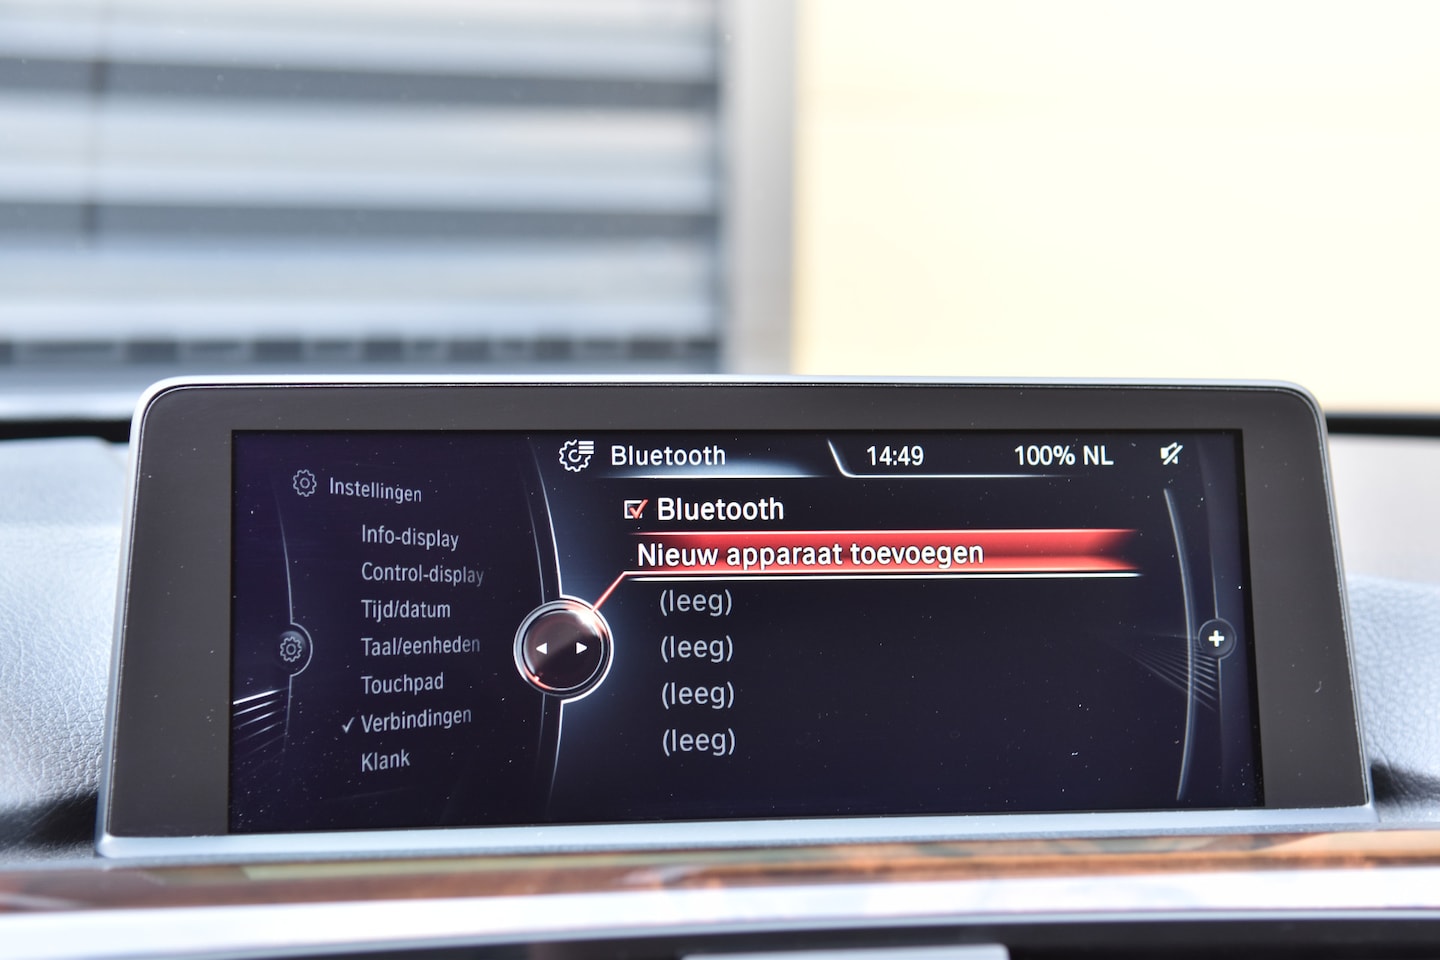 Bluetooth 14:49 100% NL
Instellingen
Info-display
Control-display
Tijd/datum
Taal/eenheden
Touchpad
✓ Verbindingen
Klank
Bluetooth
Nieuw apparaat toevoegen
(leeg)
(leeg)
(leeg)
(leeg)